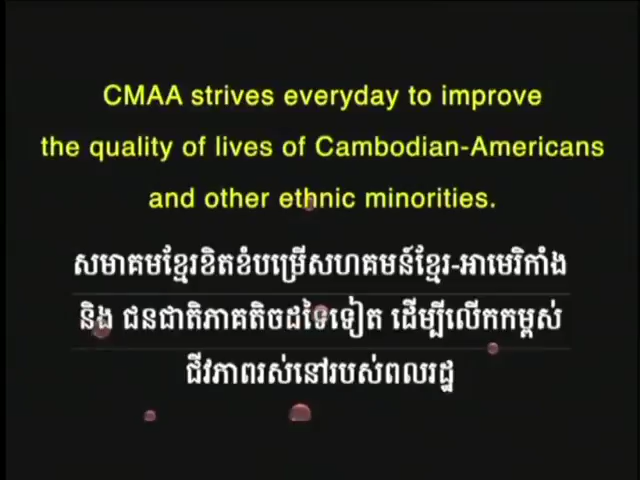 CMAA strives everyday to improve
the quality of lives of Cambodian-Americans
and other ethnic minorities.
សមាគមខ្មែរខិតខំបម្រើសហគមន៍ខ្មែរ-អាមេរិកាំង
និង ជនជាតិភាគតិចដទៃទៀត ដើម្បីលើកកម្ពស់
ជីវភាពរស់នៅរបស់ពលរដ្ឋ